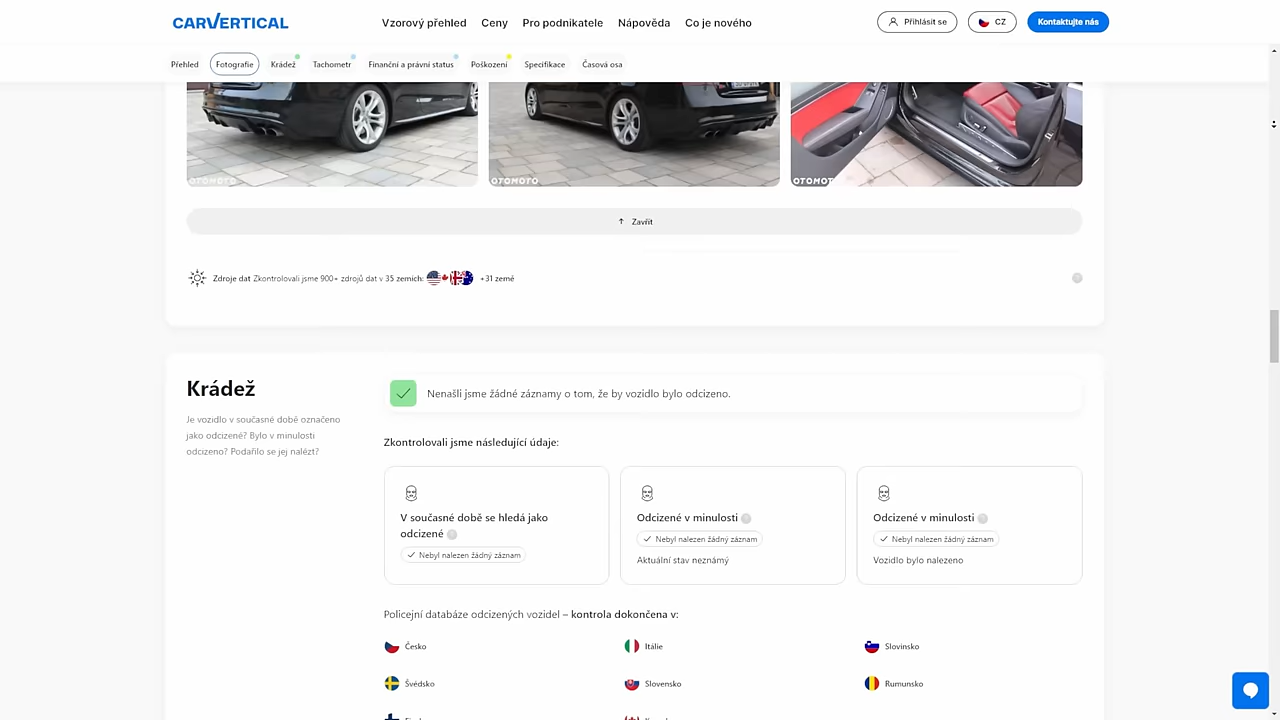 CARVERTICAL
Vzorový přehled Ceny Pro podnikatele Nápověda Co je nového
Přihlásit se CZ Kontaktujte nás
Přehled Fotografie Krádež Tachometr Finanční a právní status Poškození Specifikace Časová osa
OTOMOTO OTOMOTO OTOMOT
↑ Zavřít
Zdroje dat Zkontrolovali jsme 900+ zdrojů dat v 35 zemích: +31 země
Krádež
Je vozidlo v současné době označeno
jako odcizené? Bylo v minulosti
odcizeno? Podařilo se jej nalézt?
Nenašli jsme žádné záznamy o tom, že by vozidlo bylo odcizeno.
Zkontrolovali jsme následující údaje:
V současné době se hledá jako
odcizené
Nebyl nalezen žádný záznam
Odcizené v minulosti
Nebyl nalezen žádný záznam
Aktuální stav neznámý
Odcizené v minulosti
Nebyl nalezen žádný záznam
Vozidlo bylo nalezeno
Policejní databáze odcizených vozidel – kontrola dokončena v:
Česko Itálie Slovinsko
Švédsko Slovensko Rumunsko